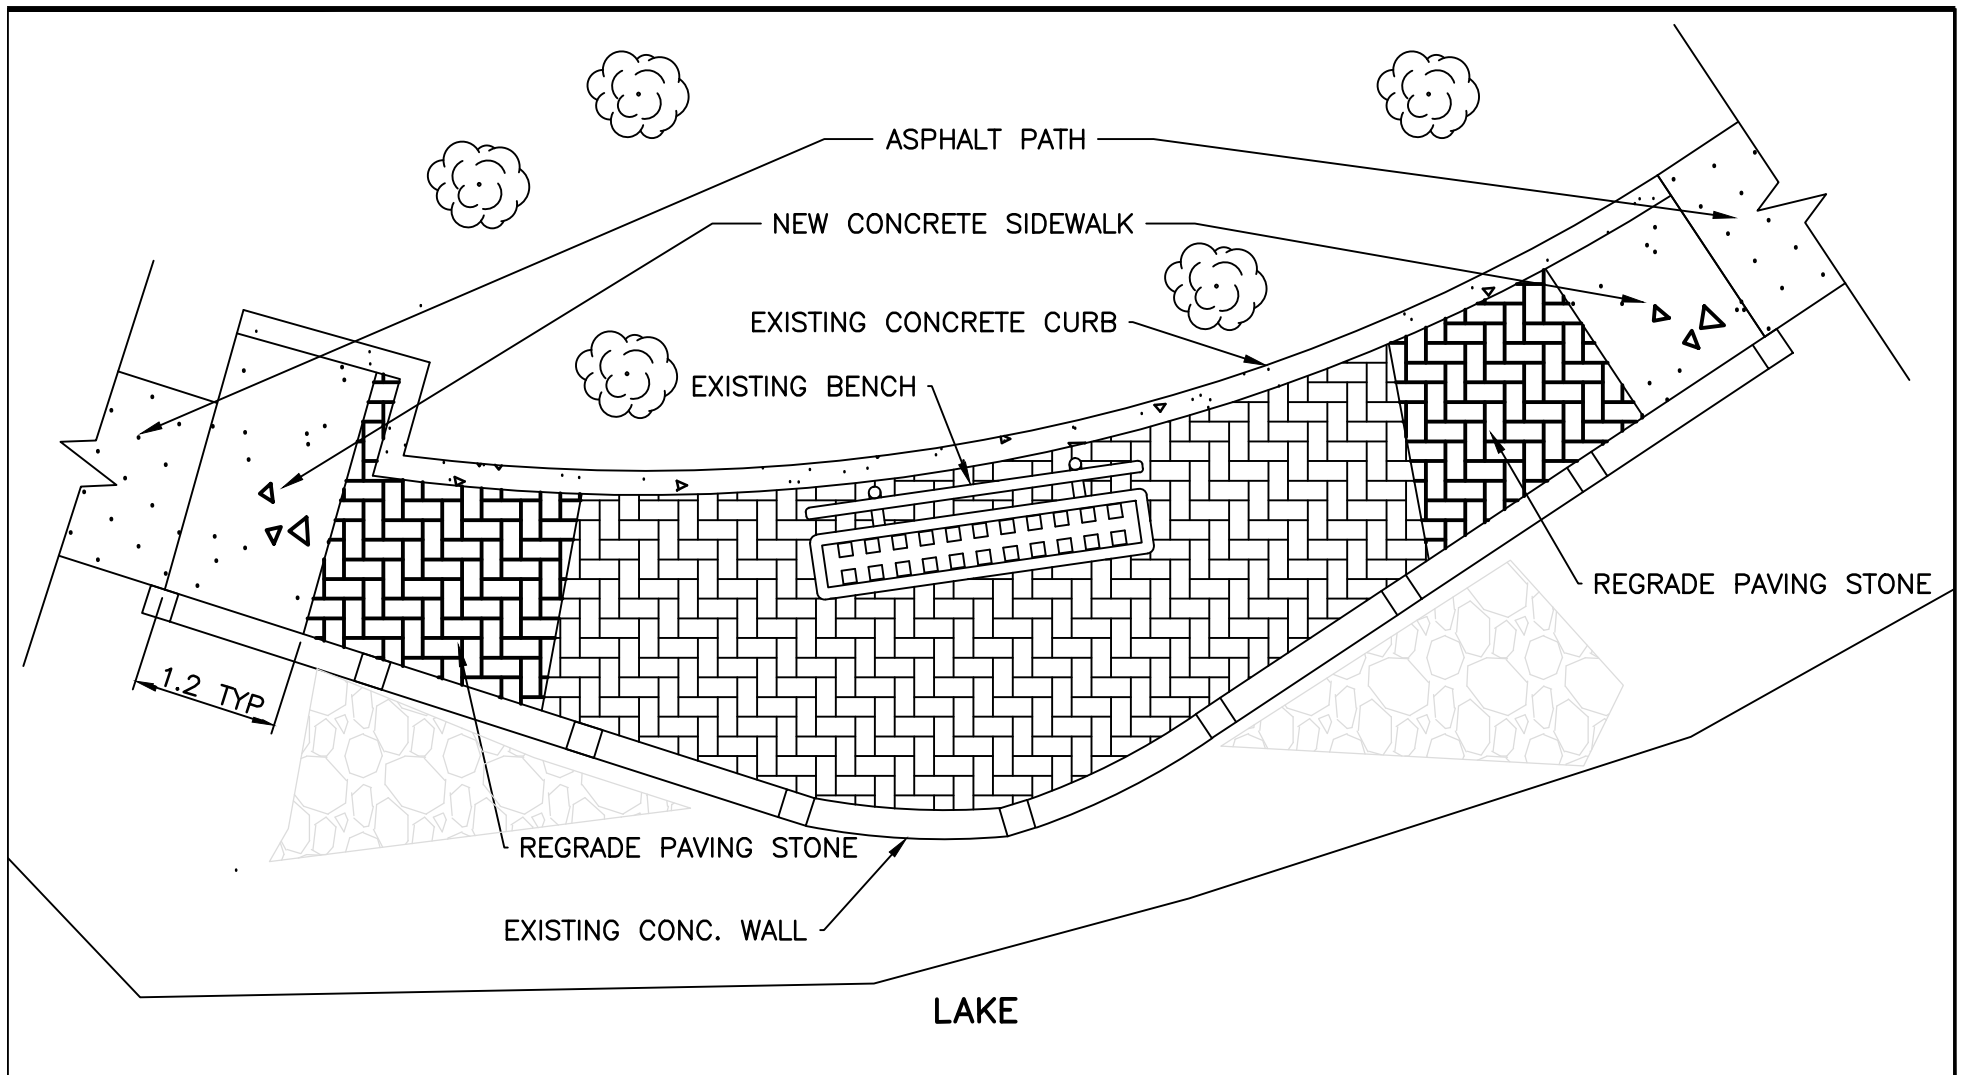 ASPHALT PATH
NEW CONCRETE SIDEWALK
EXISTING CONCRETE CURB
EXISTING BENCH
REGRADE PAVING STONE
1.2 TYP
REGRADE PAVING STONE
EXISTING CONC. WALL
LAKE